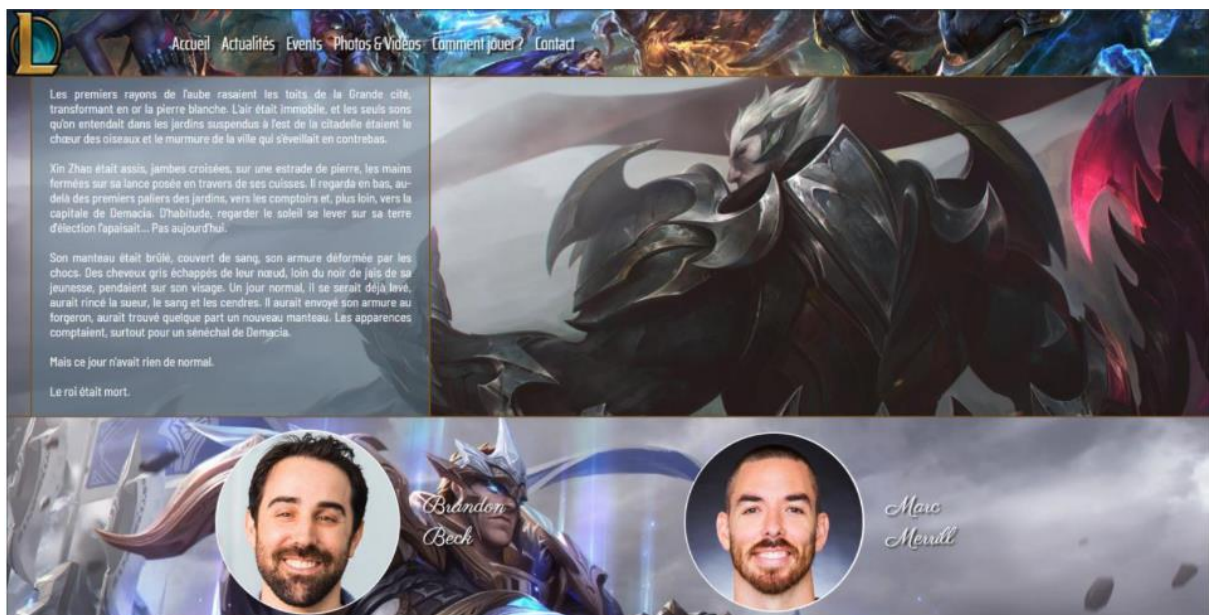 Accueil Actualités Events Photos & Vidéos Comment jouer ? Contact
Les premiers rayons de l'aube rasaient les toits de la Grande cité,
transformant en or la pierre blanche. L'air était immobile, et les seuls sons
qu'on entendait dans les jardins suspendus à l'est de la citadelle étaient le
chœur des oiseaux et le murmure de la ville qui s'éveillait en contrebas.
Xin Zhao était assis, jambes croisées, sur une estrade de pierre, les mains
fermées sur sa lance posée en travers de ses cuisses. Il regarda en bas, au-
delà des premiers paliers des jardins, vers les comptoirs et, plus loin, vers la
capitale de Demacia. D'habitude, regarder le soleil se lever sur sa terre
d'élection l'apaisait... Pas aujourd'hui.
Son manteau était brûlé, couvert de sang, son armure déformée par les
chocs. Des cheveux gris échappés de leur nœud, loin du noir de jais de sa
jeunesse, pendaient sur son visage. Un jour normal, il se serait déjà lavé,
aurait rincé la sueur, le sang et les cendres. Il aurait envoyé son armure au
forgeron, aurait trouvé quelque part un nouveau manteau. Les apparences
comptaient, surtout pour un sénéchal de Demacia.
Mais ce jour n'avait rien de normal.
Le roi était mort.
Brandon
Beck
Marc
Merrill